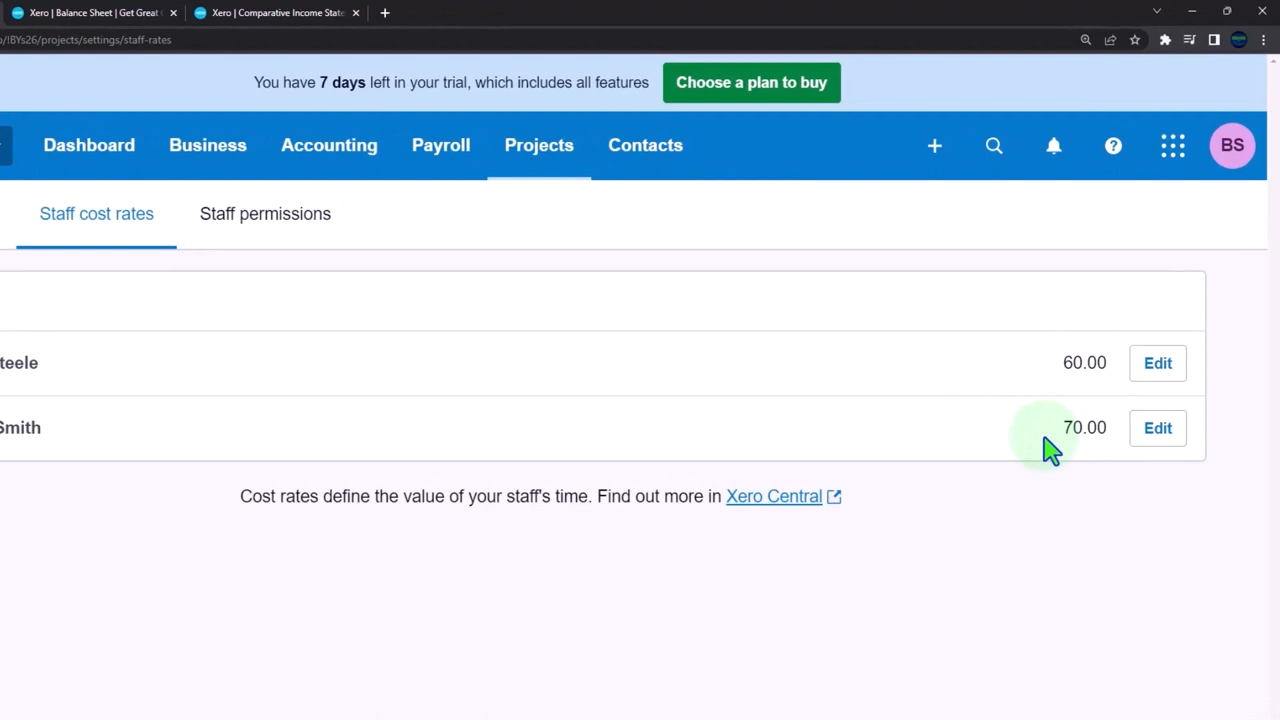 Xero | Balance Sheet | Get Great
Xero | Comparative Income State
/!BYs26/projects/settings/staff-rates
You have 7 days left in your trial, which includes all features
Choose a plan to buy
Dashboard Business Accounting Payroll Projects Contacts BS
Staff cost rates Staff permissions
teele 60.00 Edit
Smith 70.00 Edit
Cost rates define the value of your staff's time. Find out more in Xero Central